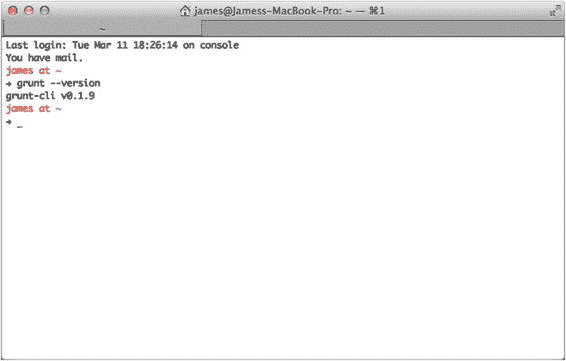 james@Jamess-MacBook-Pro: ~ — ⌘1
~
Last login: Tue Mar 11 18:26:14 on console
You have mail.
james at ~
→ grunt --version
grunt-cli v0.1.9
james at ~
→ _